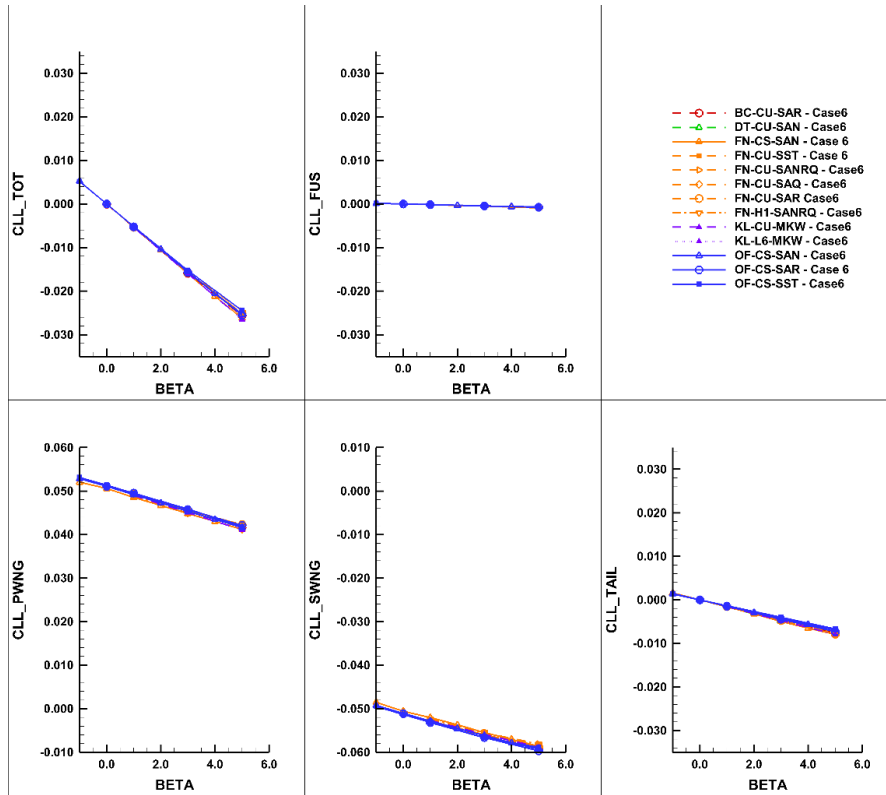 CLL_TOT
0.030
0.020
0.010
0.000
-0.010
-0.020
-0.030
0.0 2.0 4.0 6.0
BETA
CLL_FUS
0.030
0.020
0.010
0.000
-0.010
-0.020
-0.030
0.0 2.0 4.0 6.0
BETA
BC-CU-SAR - Case6
DT-CU-SAN - Case6
FN-CS-SAN - Case 6
FN-CU-SST - Case 6
FN-CU-SANRQ - Case6
FN-CU-SAQ - Case6
FN-CU-SAR Case6
FN-H1-SANRQ - Case6
KL-CU-MKW - Case6
KL-L6-MKW - Case6
OF-CS-SAN - Case6
OF-CS-SAR - Case 6
OF-CS-SST - Case6
CLL_PWNG
0.060
0.050
0.040
0.030
0.020
0.010
0.000
-0.010
0.0 2.0 4.0 6.0
BETA
CLL_SWNG
0.010
0.000
-0.010
-0.020
-0.030
-0.040
-0.050
-0.060
0.0 2.0 4.0 6.0
BETA
CLL_TAIL
0.030
0.020
0.010
0.000
-0.010
-0.020
-0.030
0.0 2.0 4.0 6.0
BETA